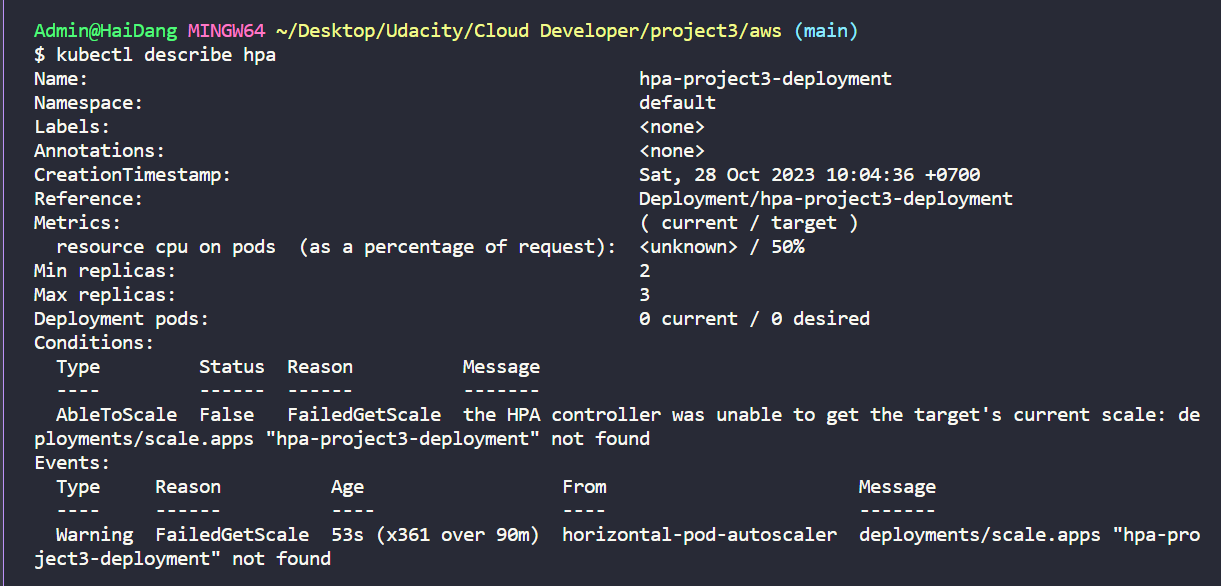 Admin@HaiDang MINGW64 ~/Desktop/Udacity/Cloud Developer/project3/aws (main)
$ kubectl describe hpa
Name: hpa-project3-deployment
Namespace: default
Labels: <none>
Annotations: <none>
CreationTimestamp: Sat, 28 Oct 2023 10:04:36 +0700
Reference: Deployment/hpa-project3-deployment
Metrics: ( current / target )
  resource cpu on pods  (as a percentage of request): <unknown> / 50%
Min replicas: 2
Max replicas: 3
Deployment pods: 0 current / 0 desired
Conditions:
  Type         Status  Reason          Message
  ----         ------  ------          -------
  AbleToScale  False   FailedGetScale  the HPA controller was unable to get the target's current scale: de
ployments/scale.apps "hpa-project3-deployment" not found
Events:
  Type     Reason          Age                  From                       Message
  ----     ------          ----                 ----                       -------
  Warning  FailedGetScale  53s (x361 over 90m)  horizontal-pod-autoscaler  deployments/scale.apps "hpa-pro
ject3-deployment" not found